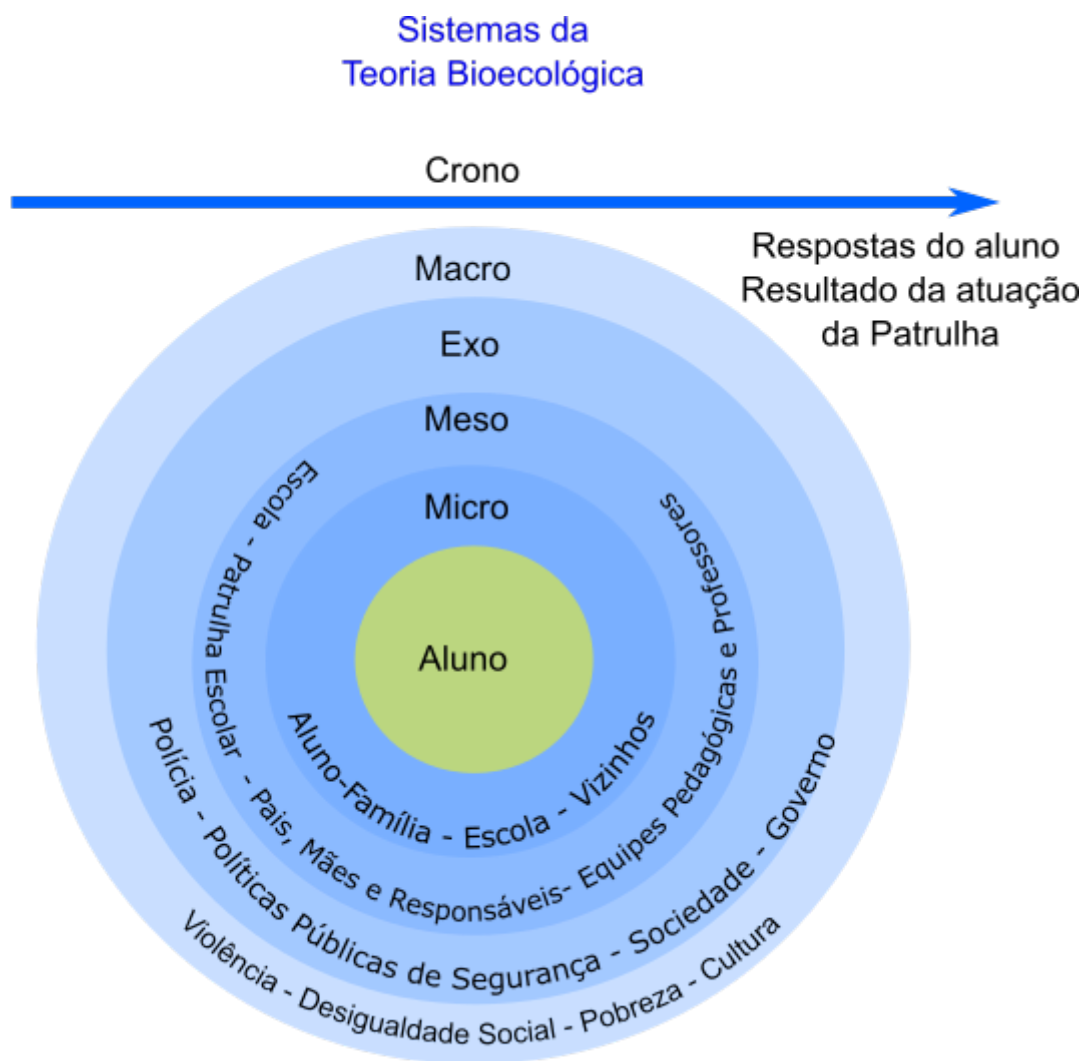 Sistemas da
Teoria Bioecológica
Crono
Respostas do aluno
Resultado da atuação
da Patrulha
Macro
Exo
Meso
Micro
Aluno
Aluno-Família - Escola - Vizinhos
Escola - Patrulha Escolar - Pais, Mães e Responsáveis- Equipes Pedagógicas e Professores
Polícia - Políticas Públicas de Segurança - Sociedade - Governo
Violência - Desigualdade Social - Pobreza - Cultura